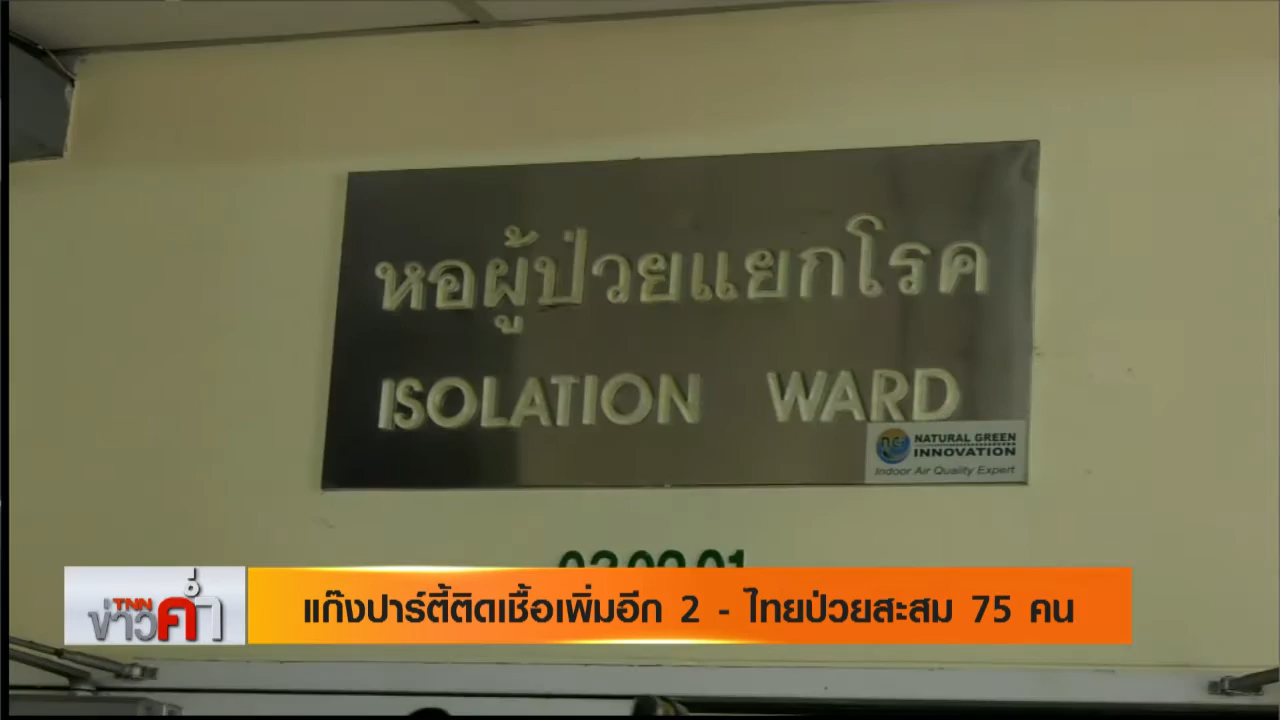 หอผู้ป่วยแยกโรค
ISOLATION WARD
NATURAL GREEN
INNOVATION
Indoor Air Quality Expert
TNN
ข่าวค่ำ
แก๊งปาร์ตี้ติดเชื้อเพิ่มอีก 2 - ไทยป่วยสะสม 75 คน